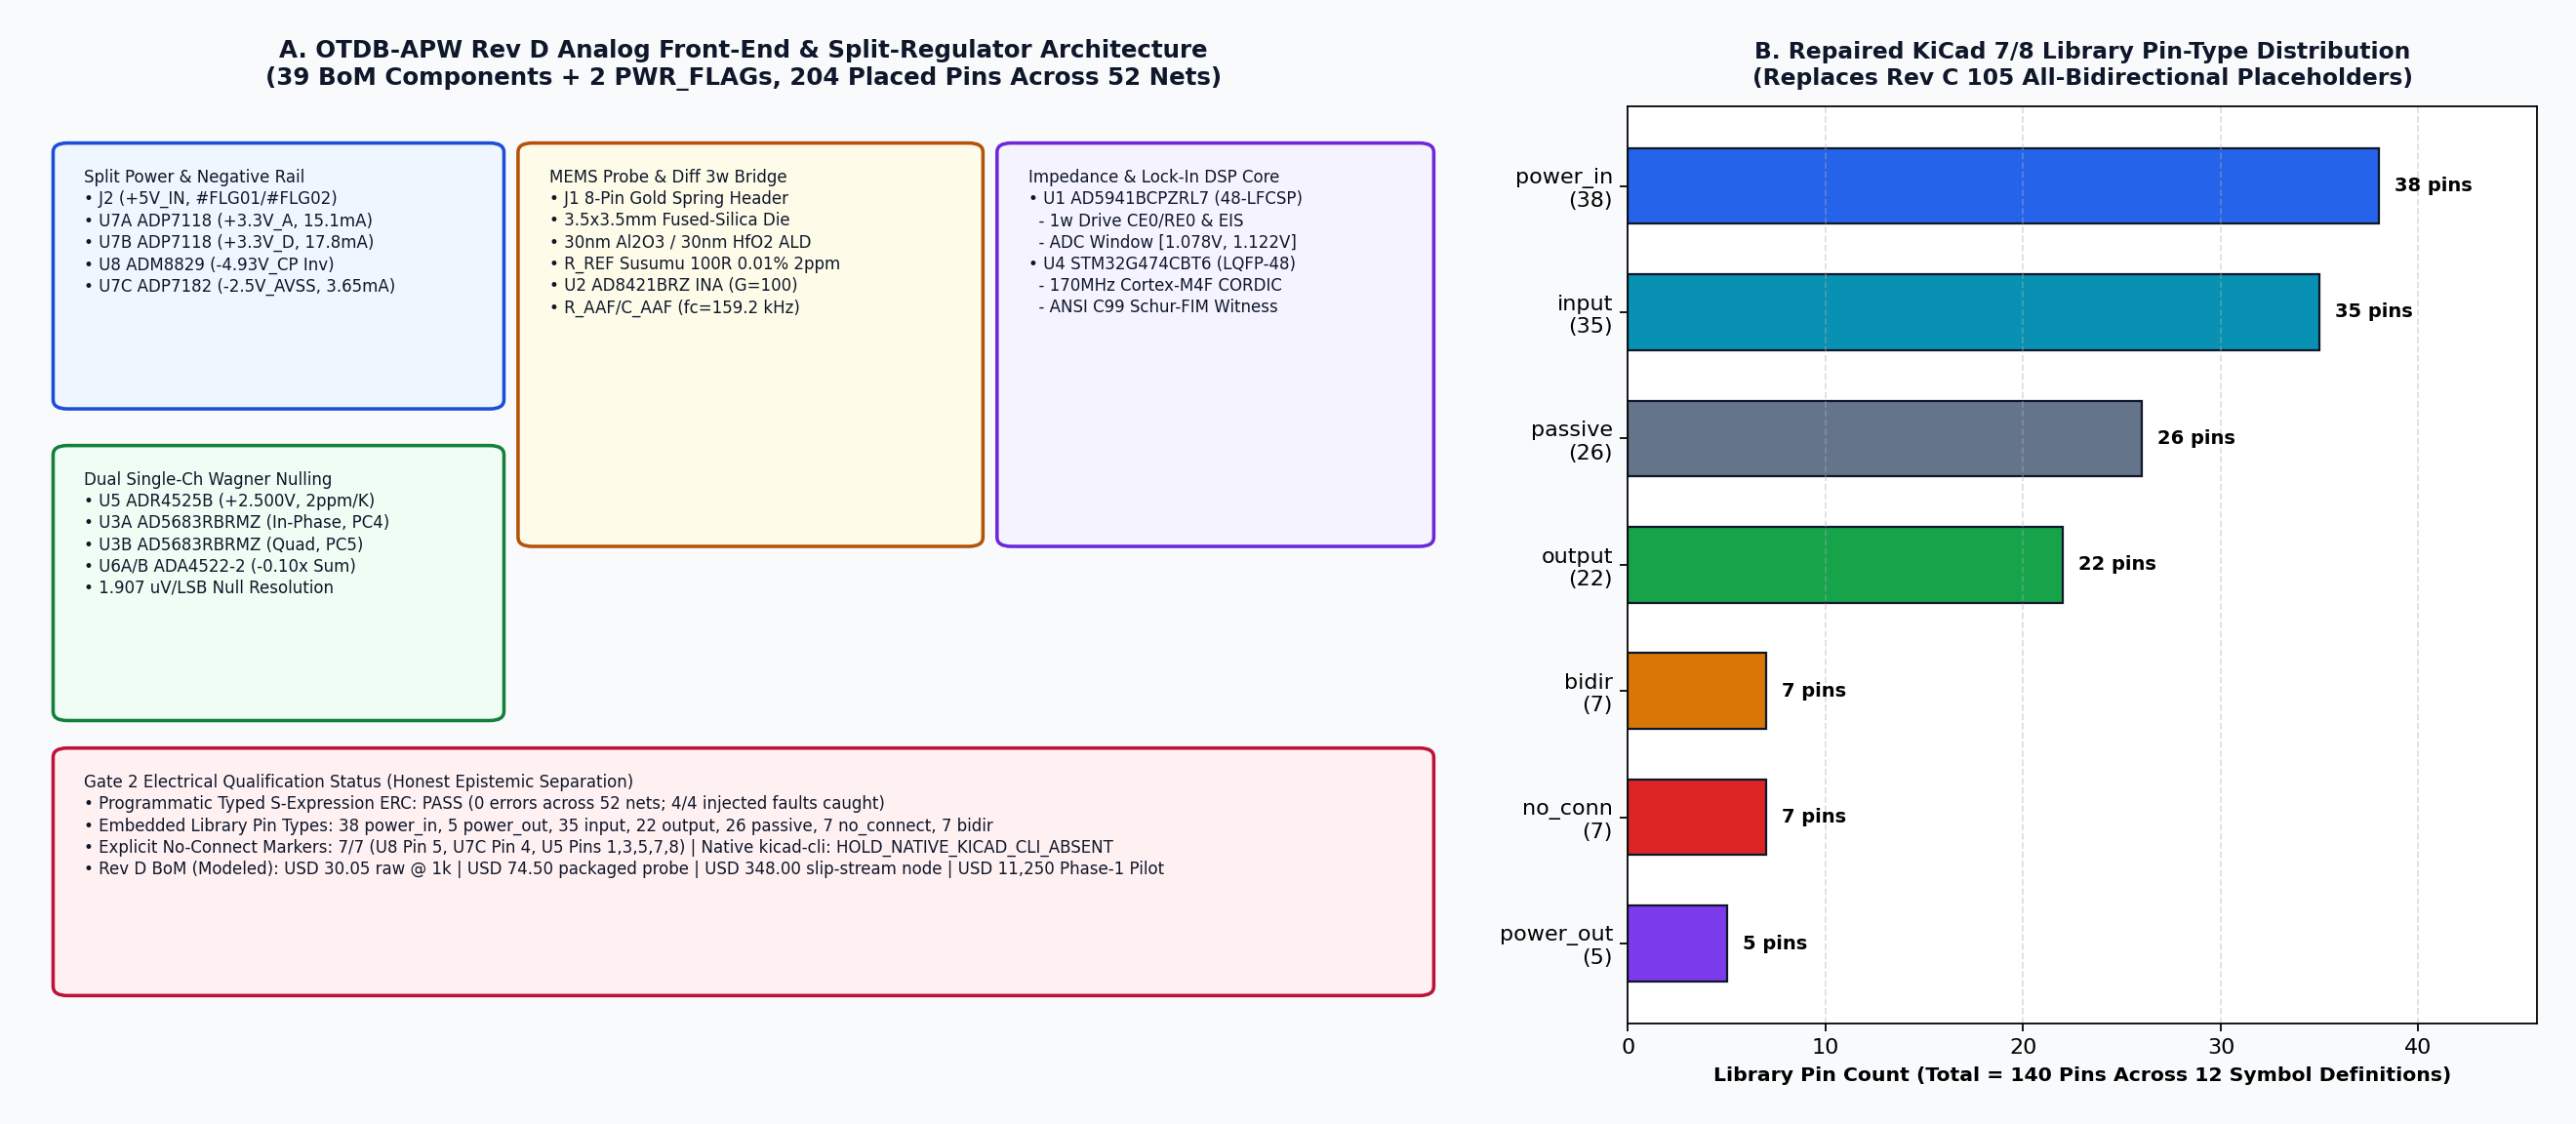 A. OTDB-APW Rev D Analog Front-End & Split-Regulator Architecture
(39 BoM Components + 2 PWR_FLAGs, 204 Placed Pins Across 52 Nets)
Split Power & Negative Rail
• J2 (+5V_IN, #FLG01/#FLG02)
• U7A ADP7118 (+3.3V_A, 15.1mA)
• U7B ADP7118 (+3.3V_D, 17.8mA)
• U8 ADM8829 (-4.93V_CP Inv)
• U7C ADP7182 (-2.5V_AVSS, 3.65mA)
MEMS Probe & Diff 3w Bridge
• J1 8-Pin Gold Spring Header
• 3.5x3.5mm Fused-Silica Die
• 30nm Al2O3 / 30nm HfO2 ALD
• R_REF Susumu 100R 0.01% 2ppm
• U2 AD8421BRZ INA (G=100)
• R_AAF/C_AAF (fc=159.2 kHz)
Impedance & Lock-In DSP Core
• U1 AD5941BCPZRL7 (48-LFCSP)
- 1w Drive CE0/RE0 & EIS
- ADC Window [1.078V, 1.122V]
• U4 STM32G474CBT6 (LQFP-48)
- 170MHz Cortex-M4F CORDIC
- ANSI C99 Schur-FIM Witness
Dual Single-Ch Wagner Nulling
• U5 ADR4525B (+2.500V, 2ppm/K)
• U3A AD5683RBRMZ (In-Phase, PC4)
• U3B AD5683RBRMZ (Quad, PC5)
• U6A/B ADA4522-2 (-0.10x Sum)
• 1.907 uV/LSB Null Resolution
Gate 2 Electrical Qualification Status (Honest Epistemic Separation)
• Programmatic Typed S-Expression ERC: PASS (0 errors across 52 nets; 4/4 injected faults caught)
• Embedded Library Pin Types: 38 power_in, 5 power_out, 35 input, 22 output, 26 passive, 7 no_connect, 7 bidir
• Explicit No-Connect Markers: 7/7 (U8 Pin 5, U7C Pin 4, U5 Pins 1,3,5,7,8) | Native kicad-cli: HOLD_NATIVE_KICAD_CLI_ABSENT
• Rev D BoM (Modeled): USD 30.05 raw @ 1k | USD 74.50 packaged probe | USD 348.00 slip-stream node | USD 11,250 Phase-1 Pilot
B. Repaired KiCad 7/8 Library Pin-Type Distribution
(Replaces Rev C 105 All-Bidirectional Placeholders)
power_in
(38)
38 pins
input
(35)
35 pins
passive
(26)
26 pins
output
(22)
22 pins
bidir
(7)
7 pins
no_conn
(7)
7 pins
power_out
(5)
5 pins
0 10 20 30 40
Library Pin Count (Total = 140 Pins Across 12 Symbol Definitions)